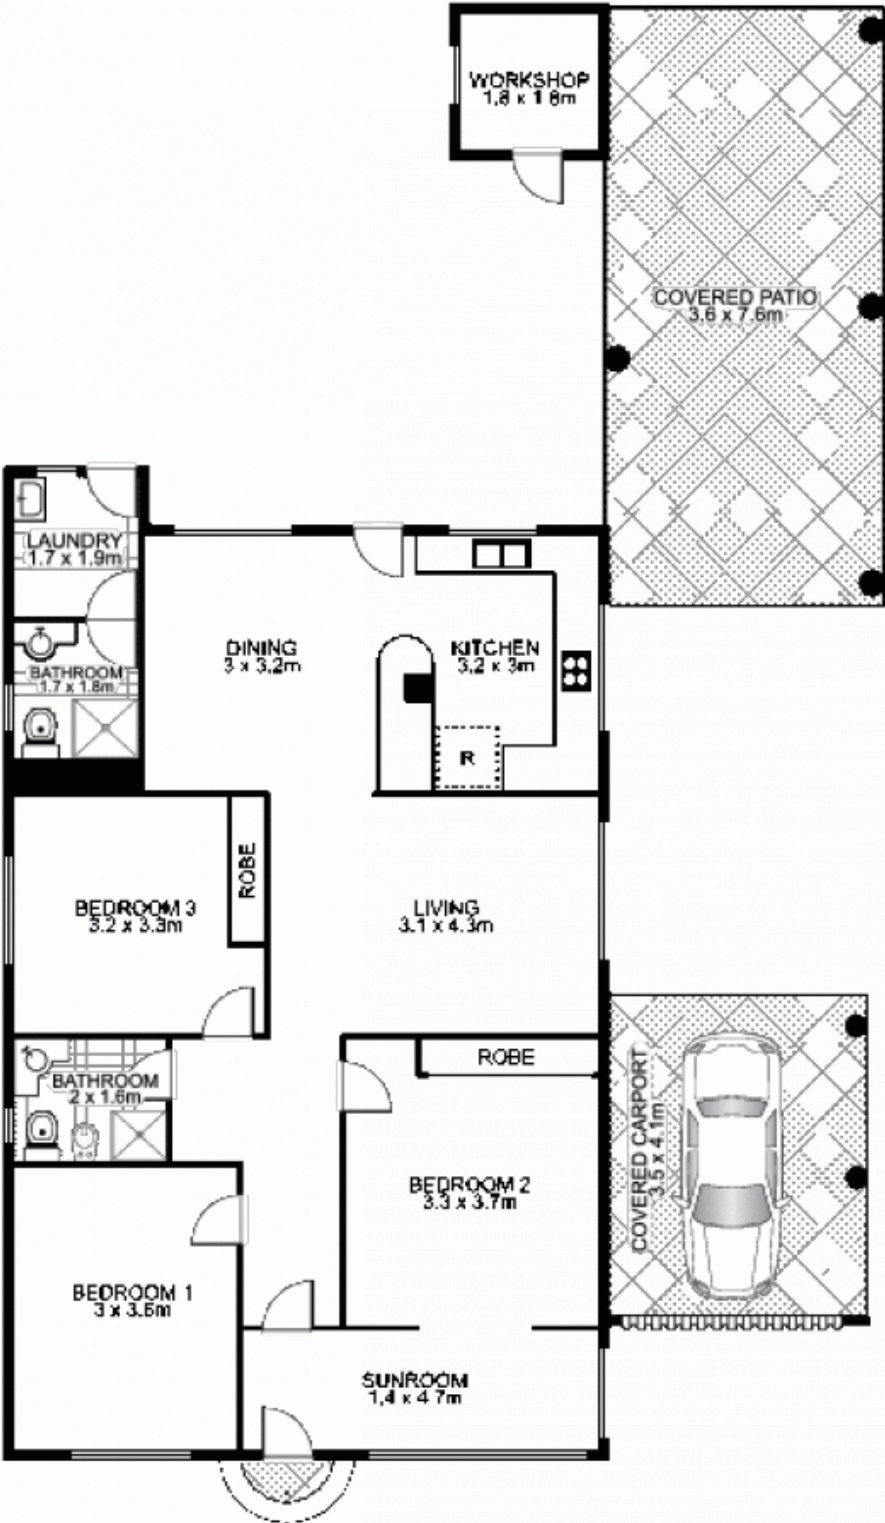 WORKSHOP
1.8 x 1.8m
COVERED PATIO
3.6 x 7.6m
LAUNDRY
1.7 x 1.9m
DINING
3 x 3.2m
KITCHEN
3.2 x 3m
BATHROOM
1.7 x 1.8m
R
ROBE
BEDROOM 3
3.2 x 3.3m
LIVING
3.1 x 4.3m
ROBE
BATHROOM
2 x 1.6m
COVERED CARPORT
3.5 x 4.1m
BEDROOM 2
3.3 x 3.7m
BEDROOM 1
3 x 3.6m
SUNROOM
1.4 x 4.7m